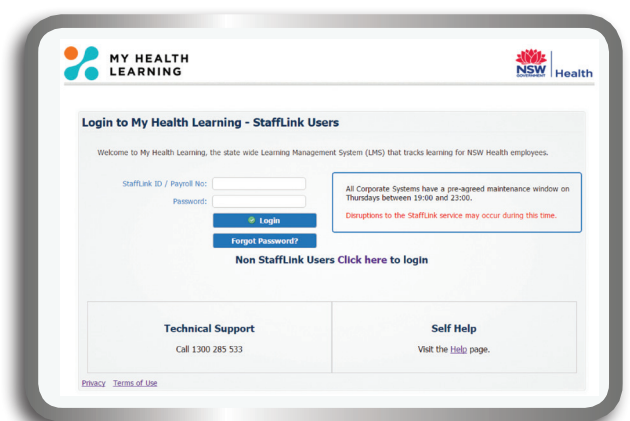 MY HEALTH
LEARNING
NSW
GOVERNMENT
Health
Login to My Health Learning - StaffLink Users
Welcome to My Health Learning, the state wide Learning Management System (LMS) that tracks learning for NSW Health employees.
StaffLink ID / Payroll No:
Password:
Login
Forgot Password?
All Corporate Systems have a pre-agreed maintenance window on
Thursdays between 19:00 and 23:00.
Disruptions to the StaffLink service may occur during this time.
Non StaffLink Users Click here to login
Technical Support
Call 1300 285 533
Self Help
Visit the Help page.
Privacy Terms of Use